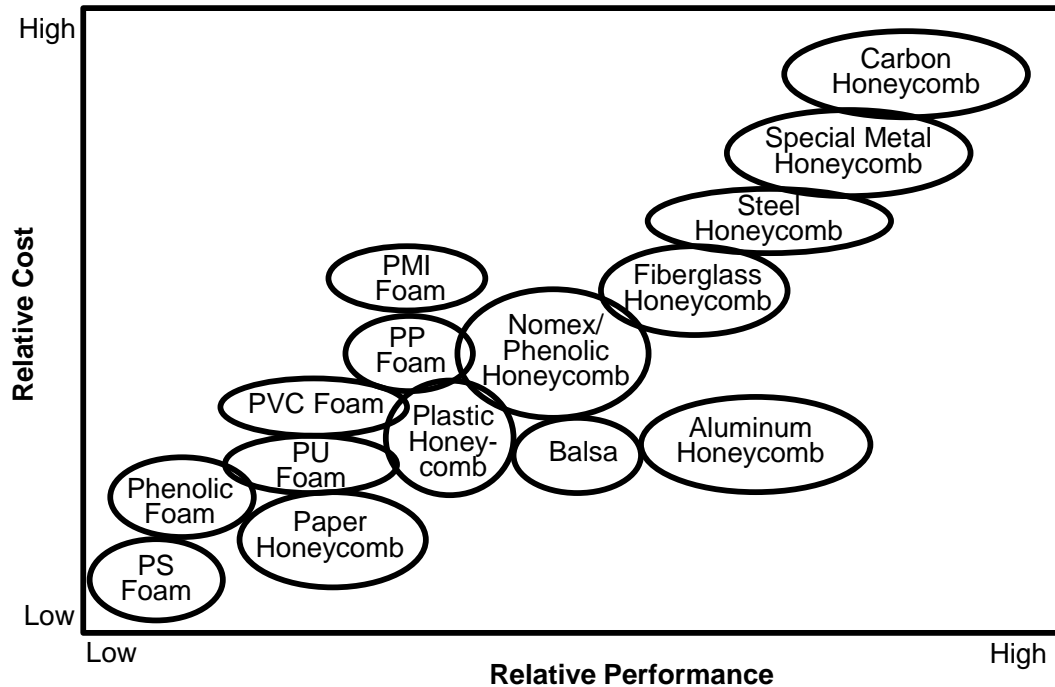 High
Carbon
Honeycomb
Special Metal
Honeycomb
Steel
Honeycomb
PMI
Foam
Fiberglass
Honeycomb
Relative Cost
PP
Foam
Nomex/
Phenolic
Honeycomb
PVC Foam
Plastic
Honey-
comb
Balsa
Aluminum
Honeycomb
PU
Foam
Phenolic
Foam
Paper
Honeycomb
PS
Foam
Low
Low
High
Relative Performance